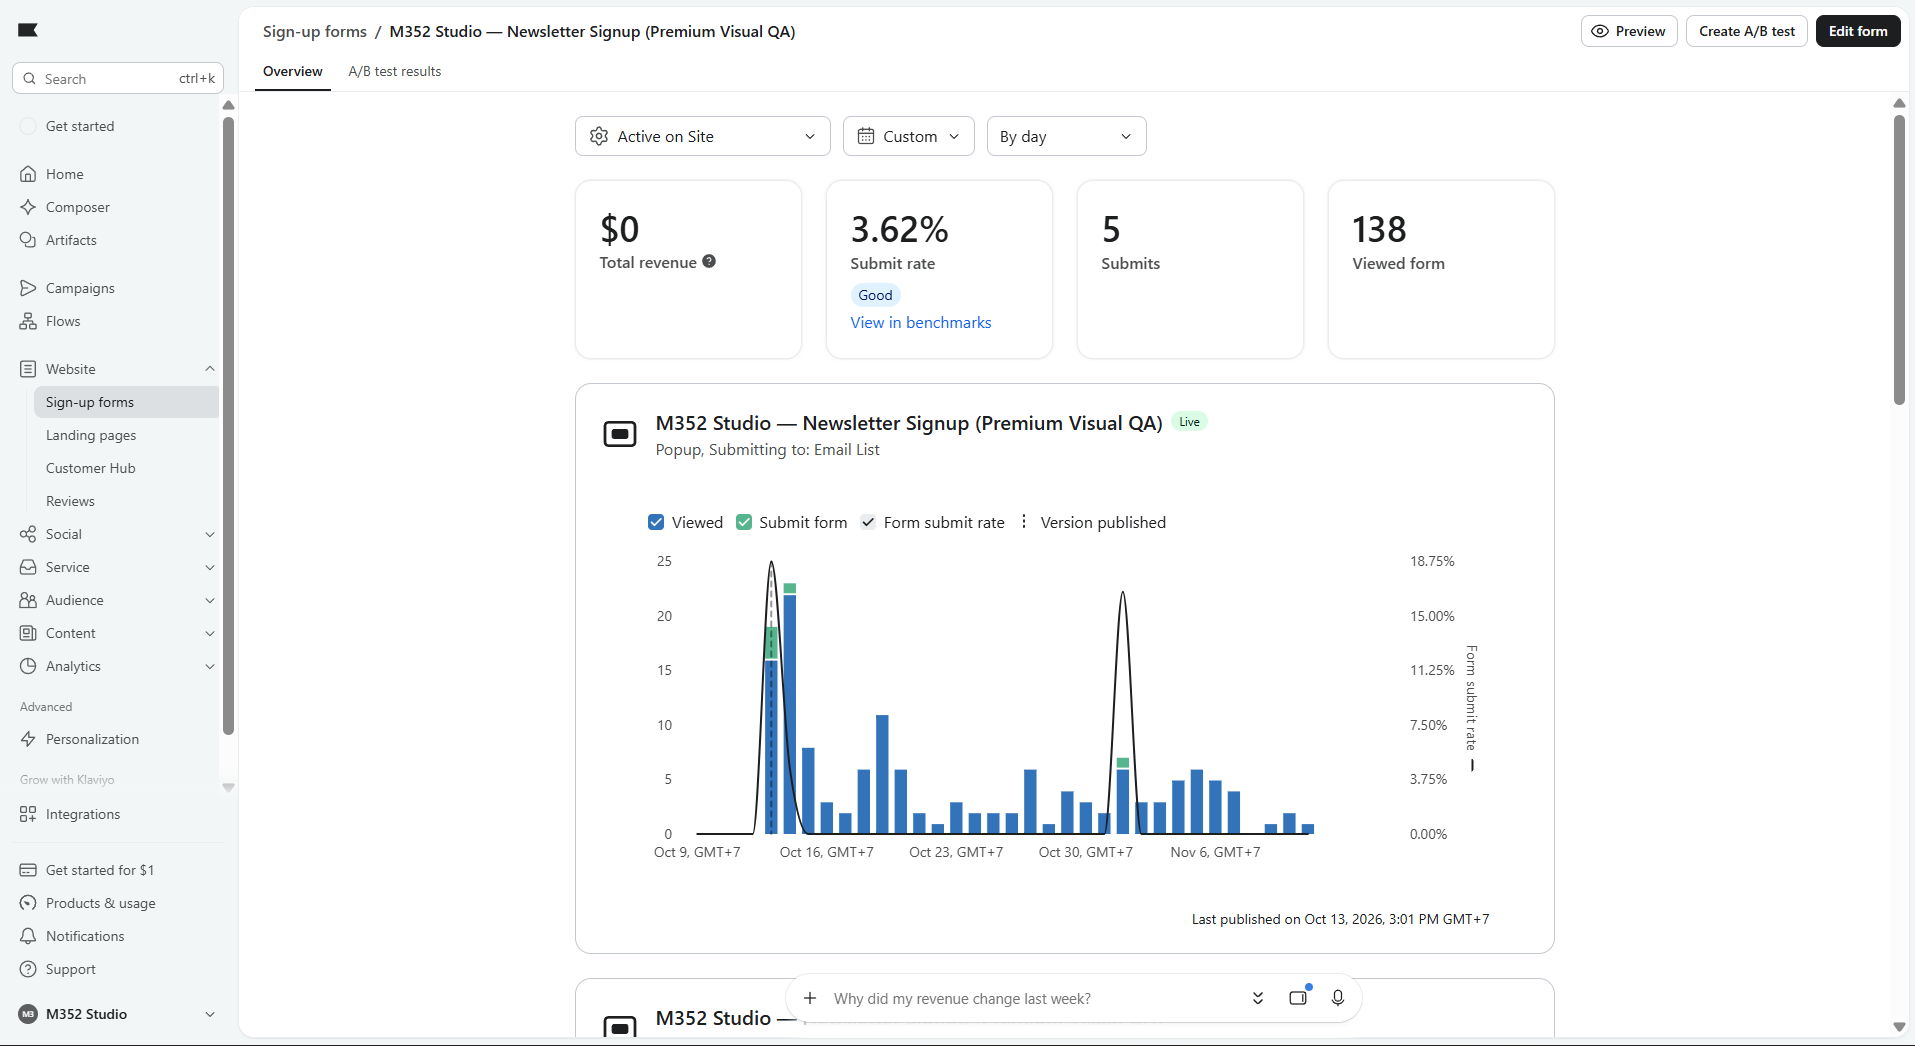 Search ctrl+k
Get started
Home
Composer
Artifacts
Campaigns
Flows
Website
Sign-up forms
Landing pages
Customer Hub
Reviews
Social
Service
Audience
Content
Analytics
Advanced
Personalization
Grow with Klaviyo
Integrations
Get started for $1
Products & usage
Notifications
Support
M3 M352 Studio
Sign-up forms / M352 Studio — Newsletter Signup (Premium Visual QA)
Preview
Create A/B test
Edit form
Overview
A/B test results
Active on Site
Custom
By day
$0
Total revenue ?
3.62%
Submit rate
Good
View in benchmarks
5
Submits
138
Viewed form
M352 Studio — Newsletter Signup (Premium Visual QA) Live
Popup, Submitting to: Email List
Viewed Submit form Form submit rate Version published
25
20
15
10
5
0
18.75%
15.00%
11.25%
7.50%
3.75%
0.00%
Form submit rate
Oct 9, GMT+7 Oct 16, GMT+7 Oct 23, GMT+7 Oct 30, GMT+7 Nov 6, GMT+7
Last published on Oct 13, 2026, 3:01 PM GMT+7
M352 Studio —
Why did my revenue change last week?